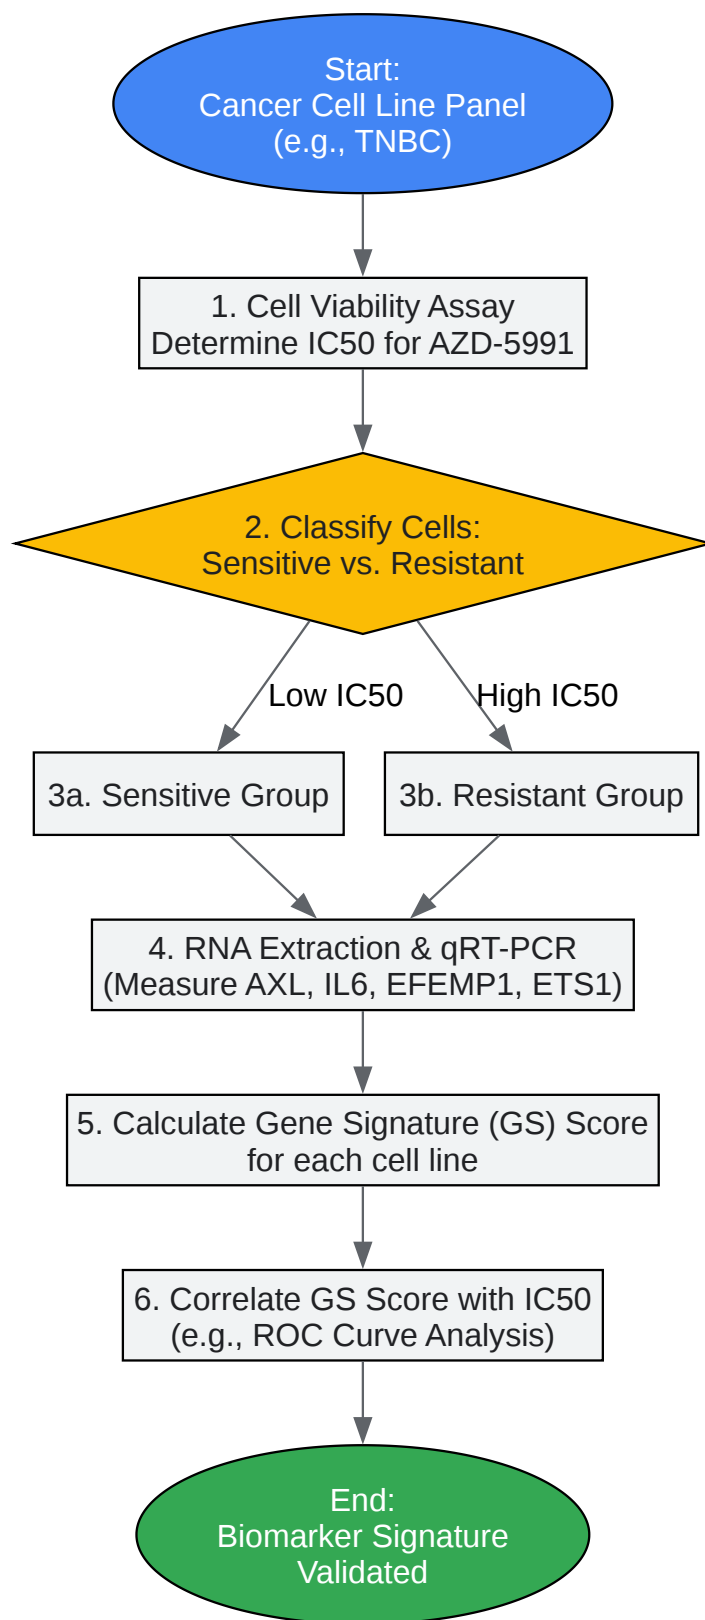 Start:
Cancer Cell Line Panel
(e.g., TNBC)
1. Cell Viability Assay
Determine IC50 for AZD-5991
2. Classify Cells:
Sensitive vs. Resistant
Low IC50
High IC50
3a. Sensitive Group
3b. Resistant Group
4. RNA Extraction & qRT-PCR
(Measure AXL, IL6, EFEMP1, ETS1)
5. Calculate Gene Signature (GS) Score
for each cell line
6. Correlate GS Score with IC50
(e.g., ROC Curve Analysis)
End:
Biomarker Signature
Validated